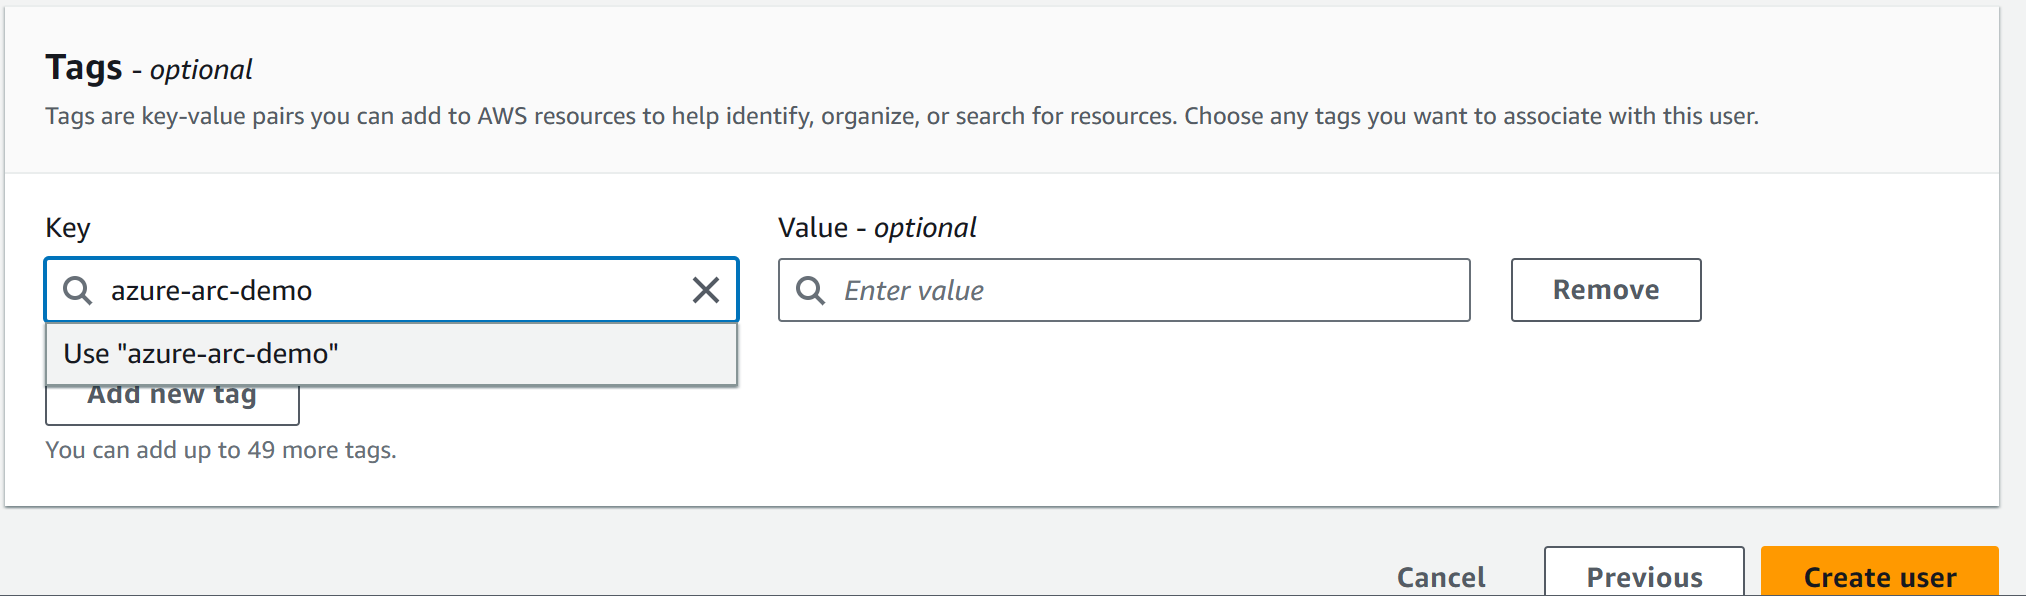 Tags - optional
Tags are key-value pairs you can add to AWS resources to help identify, organize, or search for resources. Choose any tags you want to associate with this user.
Key
Value - optional
azure-arc-demo
Enter value
Remove
Use "azure-arc-demo"
Add new tag
You can add up to 49 more tags.
Cancel
Previous
Create user